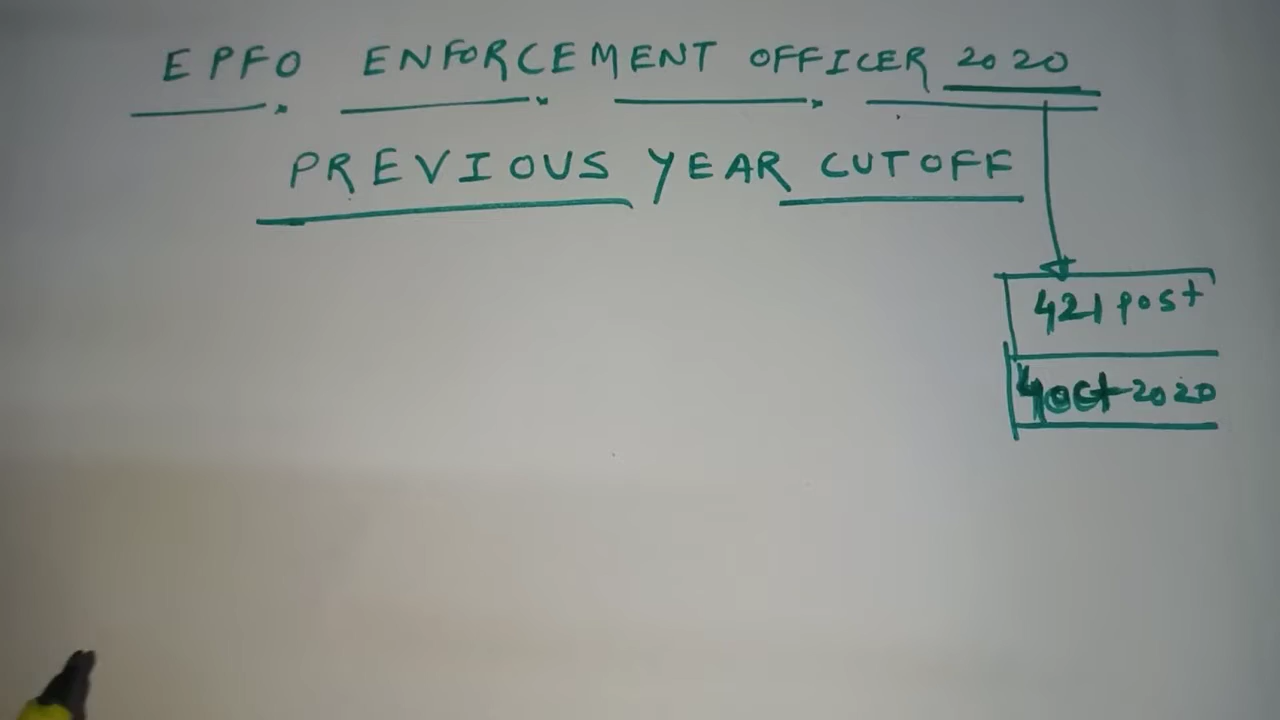 EPFO ENFORCEMENT OFFICER 2020
PREVIOUS YEAR CUTOFF
421 post
4 oct 2020